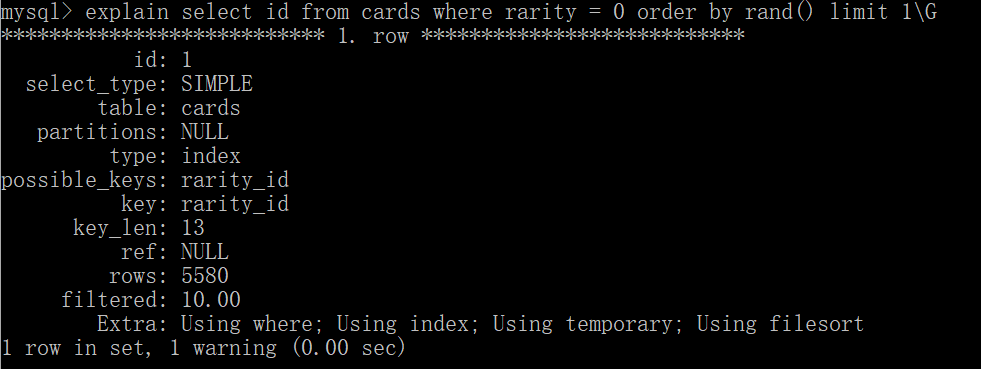 mysql> explain select id from cards where rarity = 0 order by rand() limit 1\G
*************************** 1. row ***************************
id: 1
select_type: SIMPLE
table: cards
partitions: NULL
type: index
possible_keys: rarity_id
key: rarity_id
key_len: 13
ref: NULL
rows: 5580
filtered: 10.00
Extra: Using where; Using index; Using temporary; Using filesort
1 row in set, 1 warning (0.00 sec)